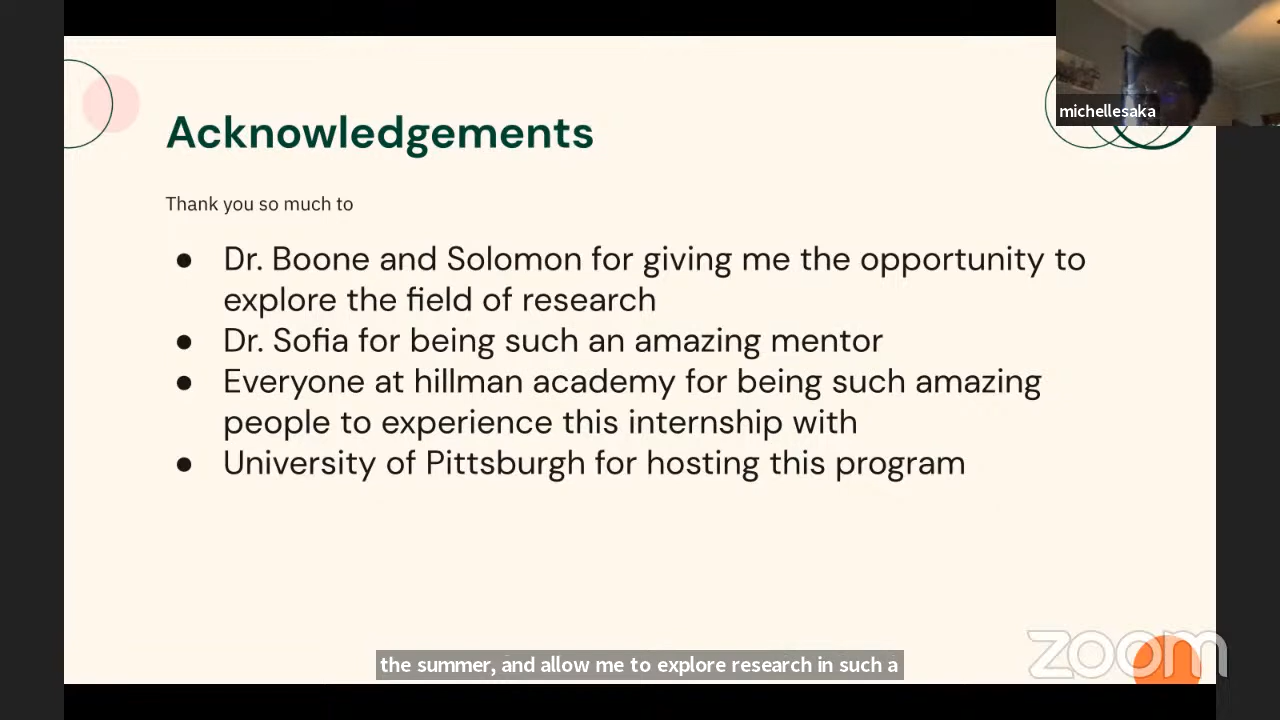 michellesaka
Acknowledgements
Thank you so much to
● Dr. Boone and Solomon for giving me the opportunity to
explore the field of research
● Dr. Sofia for being such an amazing mentor
● Everyone at hillman academy for being such amazing
people to experience this internship with
● University of Pittsburgh for hosting this program
the summer, and allow me to explore research in such a
zoom